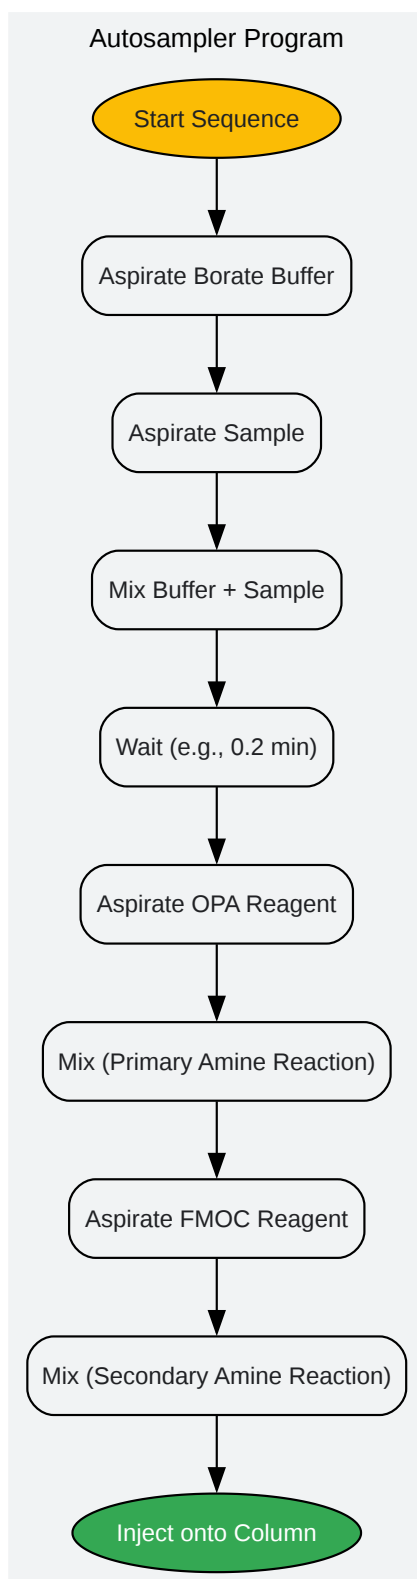 Autosampler Program
Start Sequence
Aspirate Borate Buffer
Aspirate Sample
Mix Buffer + Sample
Wait (e.g., 0.2 min)
Aspirate OPA Reagent
Mix (Primary Amine Reaction)
Aspirate FMOC Reagent
Mix (Secondary Amine Reaction)
Inject onto Column